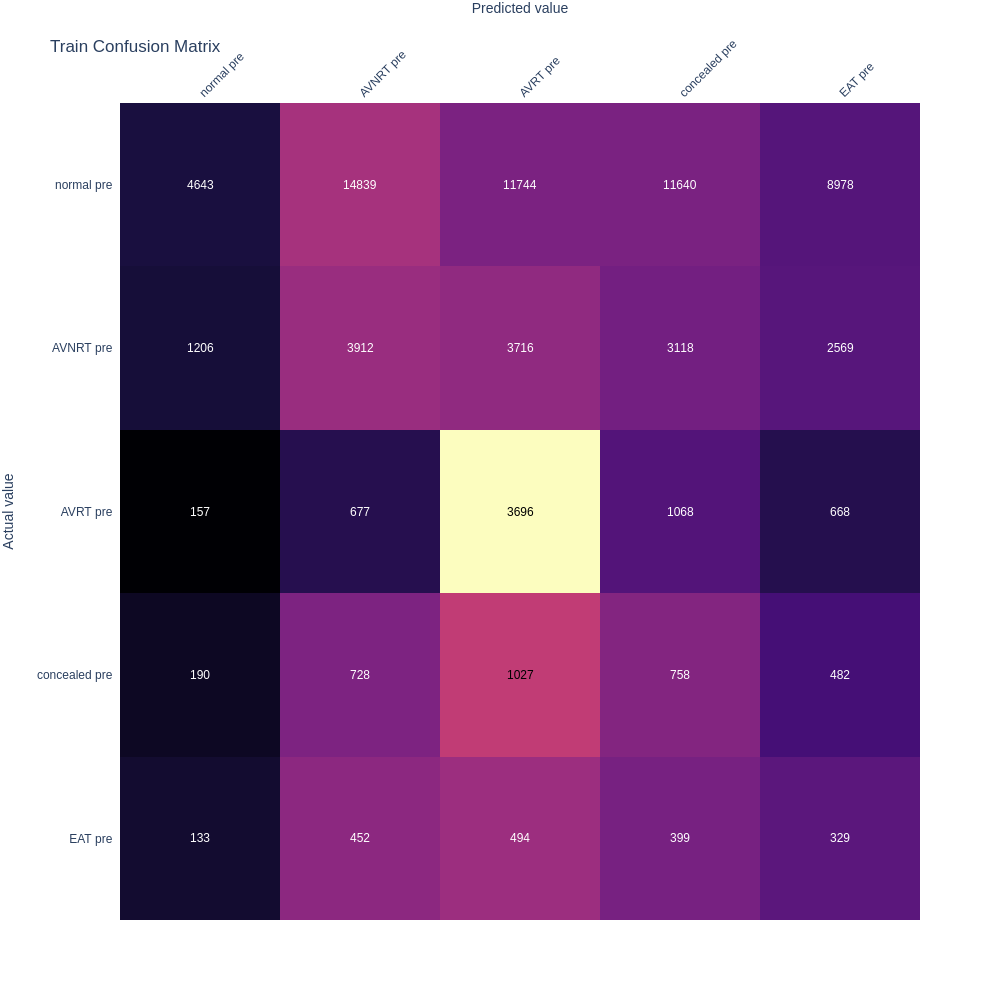 Predicted value
Train Confusion Matrix
normal pre AVNRT pre AVRT pre concealed pre EAT pre
normal pre 4643 14839 11744 11640 8978
AVNRT pre 1206 3912 3716 3118 2569
Actual value
AVRT pre 157 677 3696 1068 668
concealed pre 190 728 1027 758 482
EAT pre 133 452 494 399 329